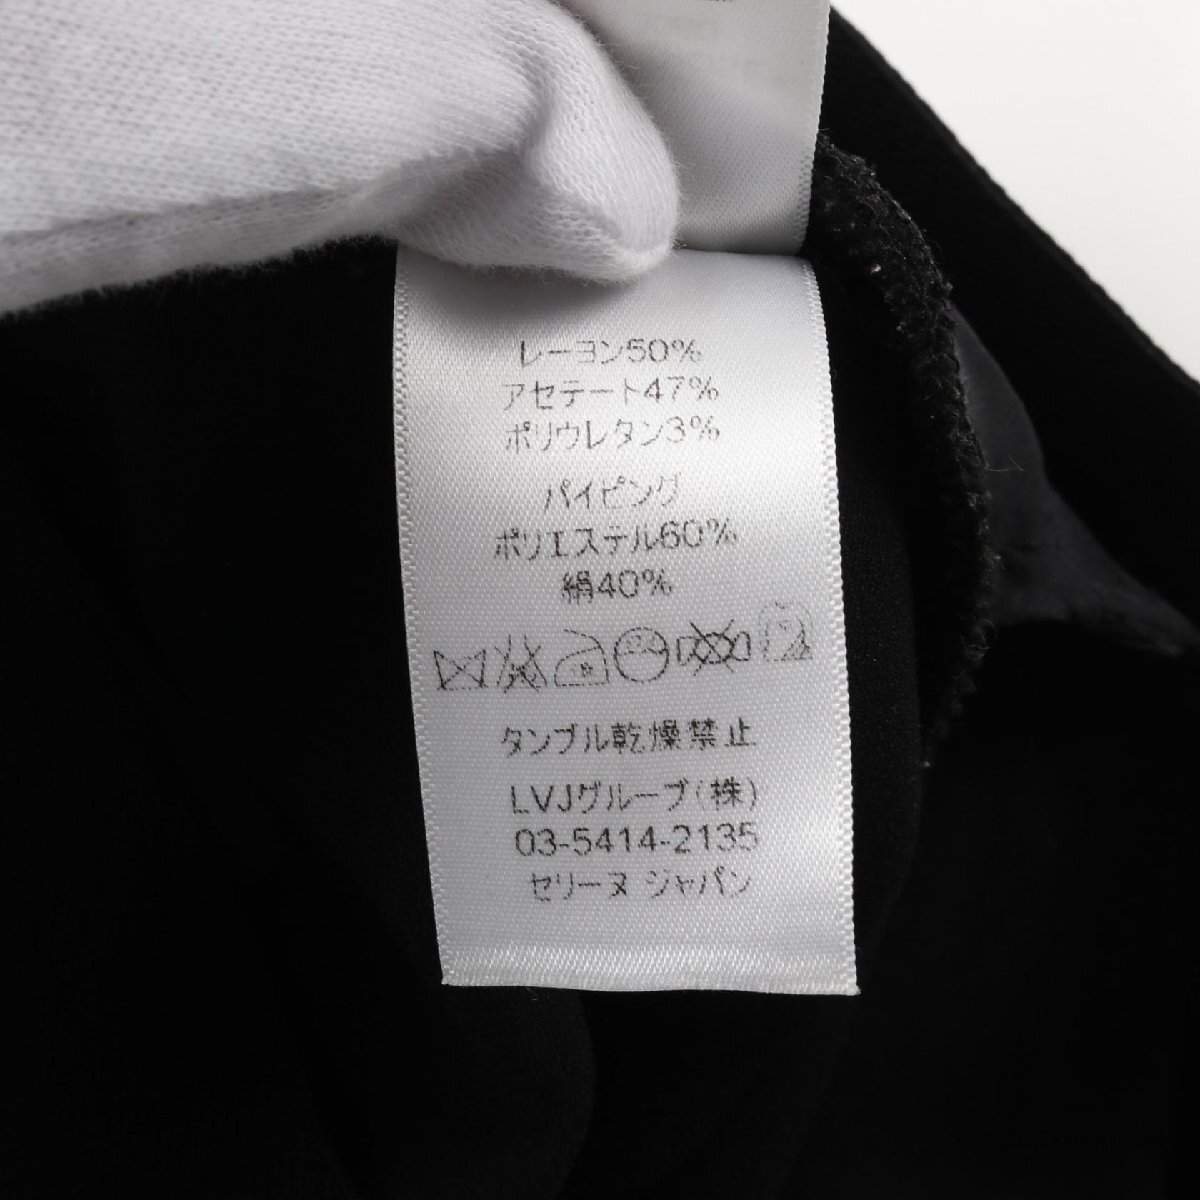 レーヨン50%
アセテート47%
ポリウレタン3%
パイピング
ポリエステル60%
絹40%
タンブル乾燥禁止
LVJグループ(株)
03-5414-2135
セリーヌ ジャパン